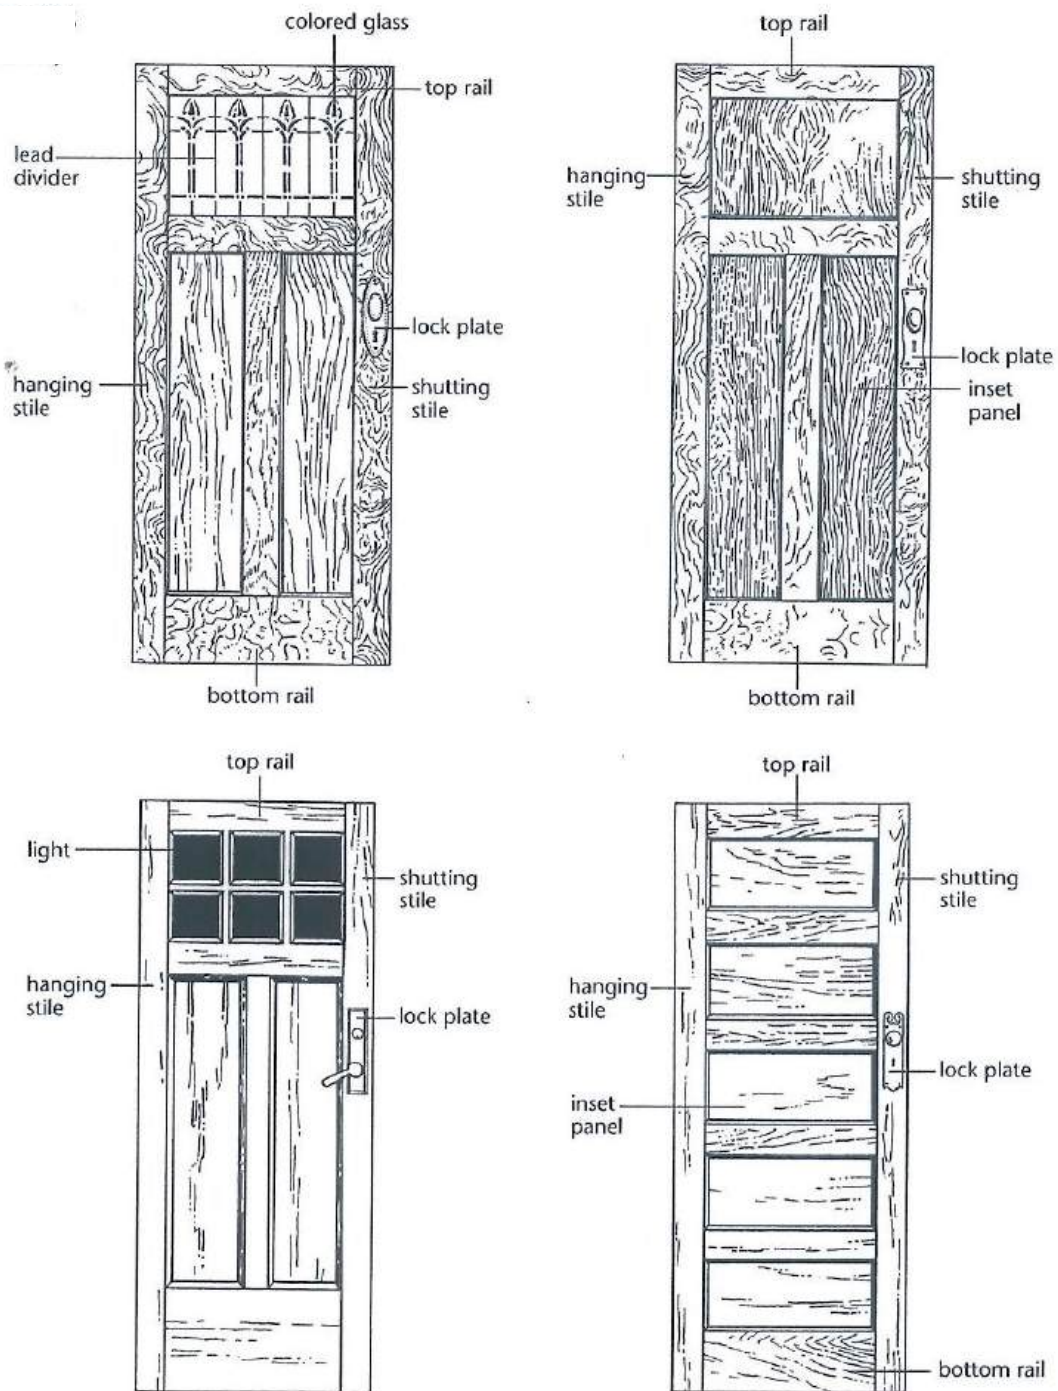 colored glass
top rail
lead
divider
lock plate
hanging
stile
shutting
stile
bottom rail
top rail
hanging
stile
shutting
stile
lock plate
inset
panel
bottom rail
top rail
light
shutting
stile
hanging
stile
lock plate
top rail
shutting
stile
hanging
stile
lock plate
inset
panel
bottom rail